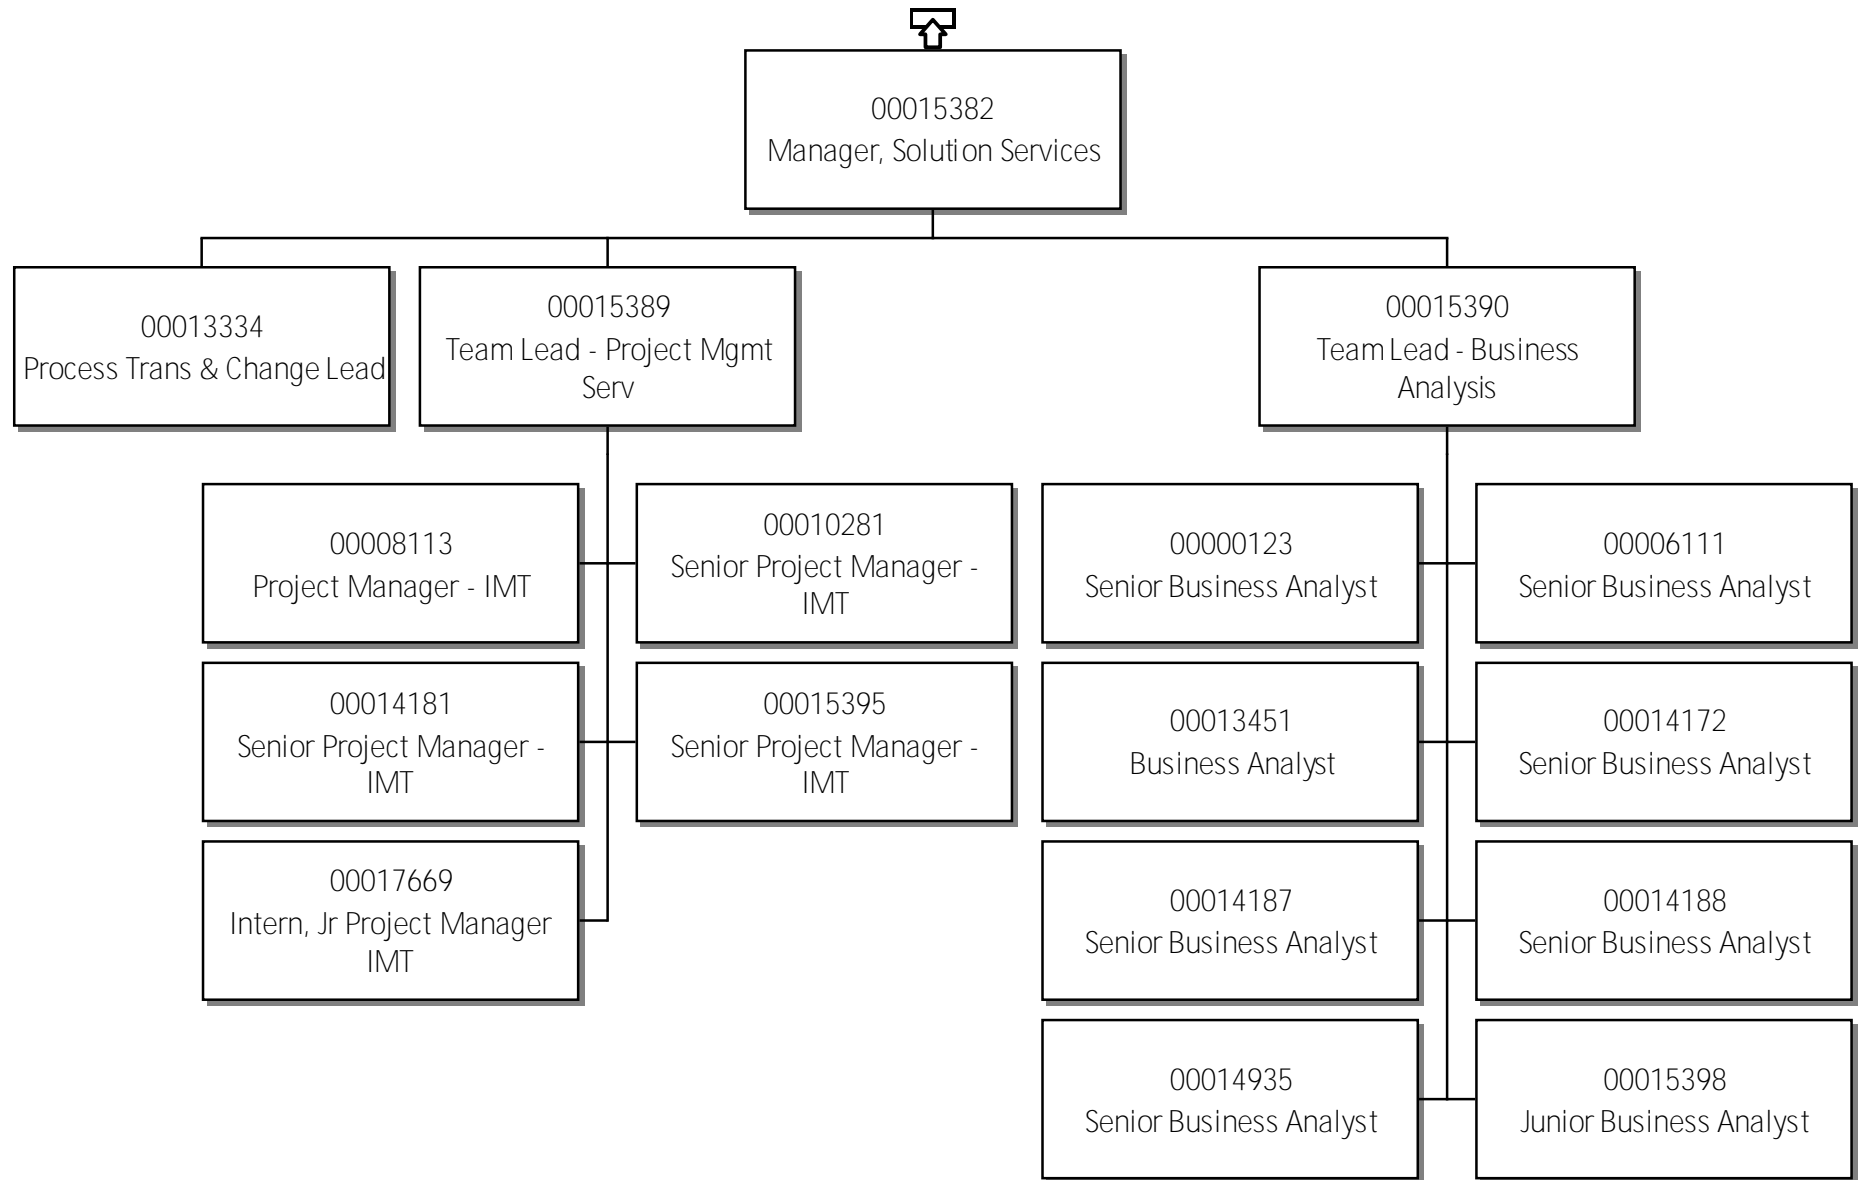 00015382
Manager, Solution Services
00013334
Process Trans & Change Lead
00015389
Team Lead - Project Mgmt
Serv
00015390
Team Lead - Business
Analysis
00008113
Project Manager - IMT
00010281
Senior Project Manager -
IMT
00014181
Senior Project Manager -
IMT
00015395
Senior Project Manager -
IMT
00017669
Intern, Jr Project Manager
IMT
00000123
Senior Business Analyst
00006111
Senior Business Analyst
00013451
Business Analyst
00014172
Senior Business Analyst
00014187
Senior Business Analyst
00014188
Senior Business Analyst
00014935
Senior Business Analyst
00015398
Junior Business Analyst